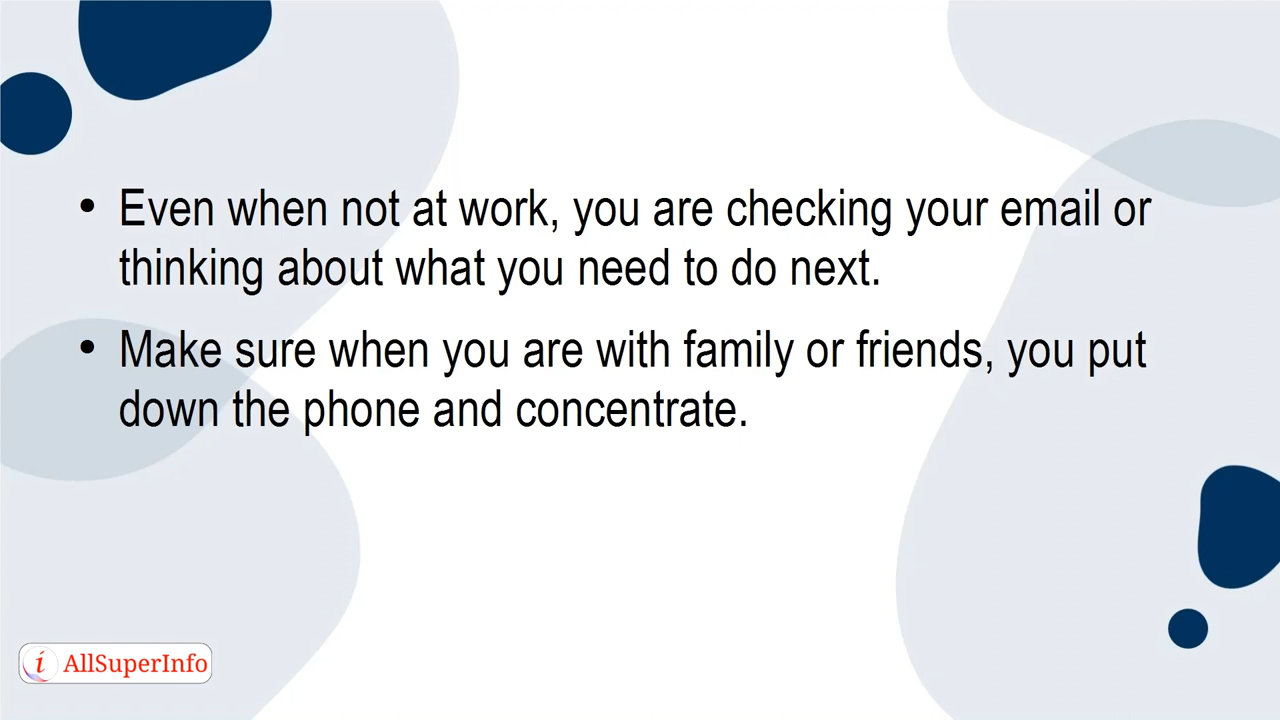 • Even when not at work, you are checking your email or
thinking about what you need to do next.
• Make sure when you are with family or friends, you put
down the phone and concentrate.
i AllSuperInfo